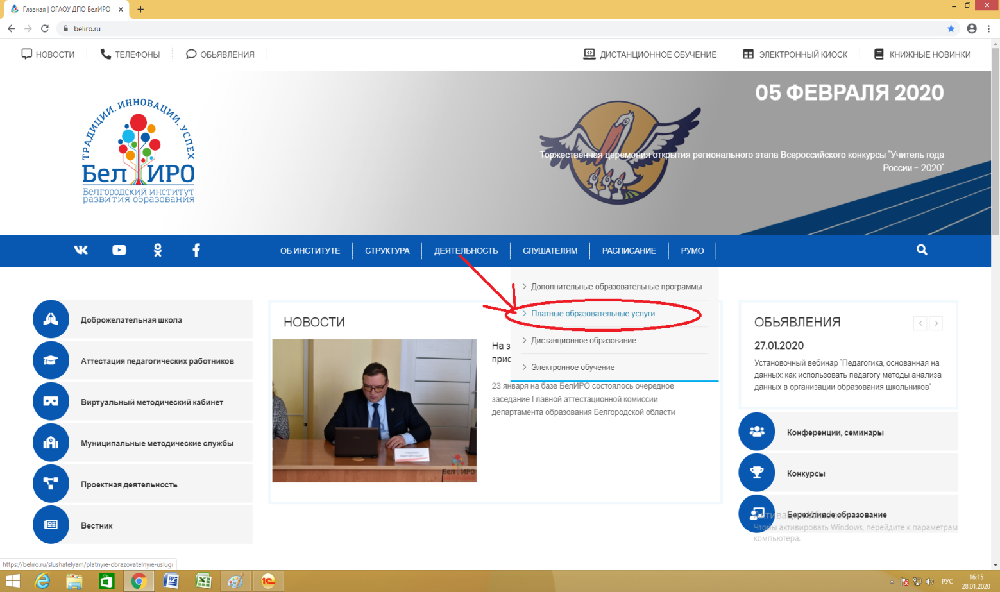 Главная | ОГАОУ ДПО БелИРО
beliro.ru
НОВОСТИ
ТЕЛЕФОНЫ
ОБЬЯВЛЕНИЯ
ДИСТАНЦИОННОЕ ОБУЧЕНИЕ
ЭЛЕКТРОННЫЙ КИОСК
КНИЖНЫЕ НОВИНКИ
ТРАДИЦИИ. ИННОВАЦИИ. УСПЕХ
Бел ИРО
Белгородский институт
развития образования
05 ФЕВРАЛЯ 2020
Торжественная церемония открытия регионального этапа Всероссийского конкурсы "Учитель года
России - 2020"
ОБ ИНСТИТУТЕ
СТРУКТУРА
ДЕЯТЕЛЬНОСТЬ
СЛУШАТЕЛЯМ
РАСПИСАНИЕ
РУМО
Дополнительные образовательные программы
Платные образовательные услуги
Дистанционное образование
Электронное обучение
Доброжелательная школа
Аттестация педагогических работников
Виртуальный методический кабинет
Муниципальные методические службы
Проектная деятельность
Вестник
НОВОСТИ
На з
прис
23 января на базе БелИРО состоялось очередное
заседание Главной аттестационной комиссии
департамента образования Белгородской области
Бел ИРО
ОБЬЯВЛЕНИЯ
27.01.2020
Установочный вебинар "Педагогика, основанная на
данных: как использовать педагогу методы анализа
данных в организации образования школьников"
Конференции, семинары
Конкурсы
Бережливое образование
Активация Windows
Чтобы активировать Windows, перейдите к параметрам
компьютера.
https://beliro.ru/slushatelyam/platnyie-obrazovatelnyie-uslugi
РУС
16:15
28.01.2020